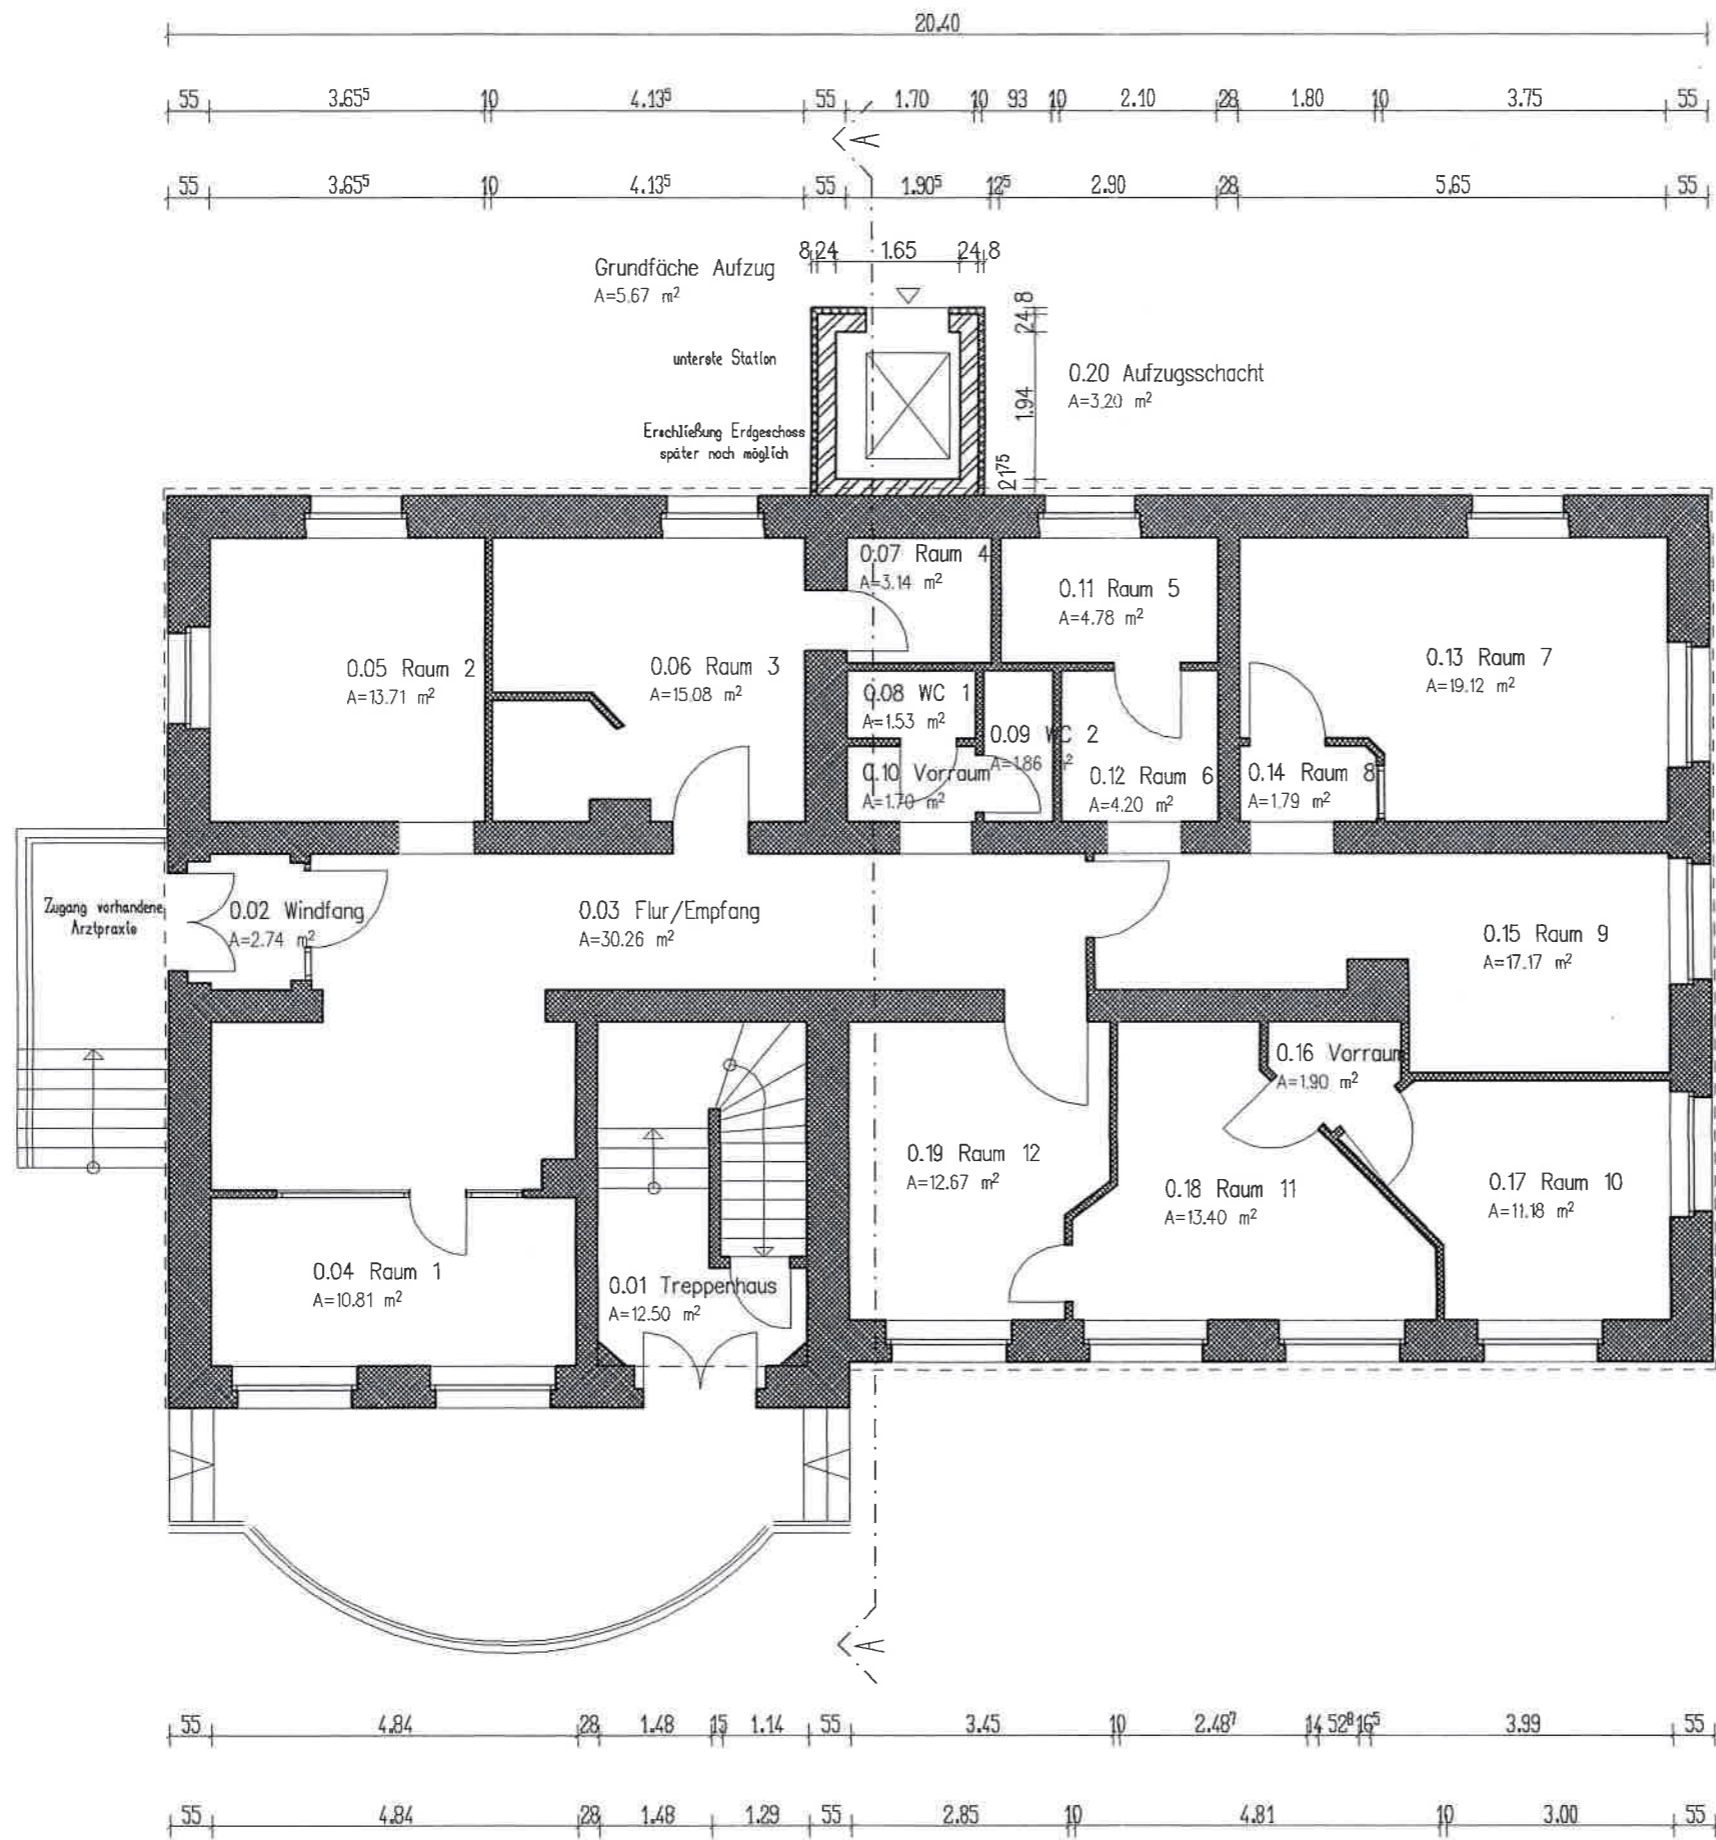 20.40
55 3.65⁵ 10 4.13⁵ 55 1.70 10 93 10 2.10 28 1.80 10 3.75 55
A
55 3.65⁵ 10 4.13⁵ 55 1.90⁵ 12⁵ 2.90 28 5.65 55
8 24 1.65 24 8
Grundfäche Aufzug
A=5.67 m²
24 8
unterste Station
0.20 Aufzugsschacht
A=3.20 m²
1.94
Erschließung Erdgeschoss
später noch möglich
21⁷⁵
0.07 Raum 4
A=3.14 m²
0.11 Raum 5
A=4.78 m²
0.05 Raum 2
A=13.71 m²
0.06 Raum 3
A=15.08 m²
0.13 Raum 7
A=19.12 m²
0.08 WC 1
A=1.53 m²
0.09 WC 2
A=1.86 m²
0.10 Vorraum
A=1.70 m²
0.12 Raum 6
A=4.20 m²
0.14 Raum 8
A=1.79 m²
Zugang vorhandene
Arztpraxis
0.02 Windfang
A=2.74 m²
0.03 Flur/Empfang
A=30.26 m²
0.15 Raum 9
A=17.17 m²
0.16 Vorraum
A=1.90 m²
0.19 Raum 12
A=12.67 m²
0.18 Raum 11
A=13.40 m²
0.17 Raum 10
A=11.18 m²
0.04 Raum 1
A=10.81 m²
0.01 Treppenhaus
A=12.50 m²
A
55 4.84 28 1.48 15 1.14 55 3.45 10 2.48⁷ 14 52⁸ 16⁵ 3.99 55
55 4.84 28 1.48 1.29 55 2.85 10 4.81 10 3.00 55